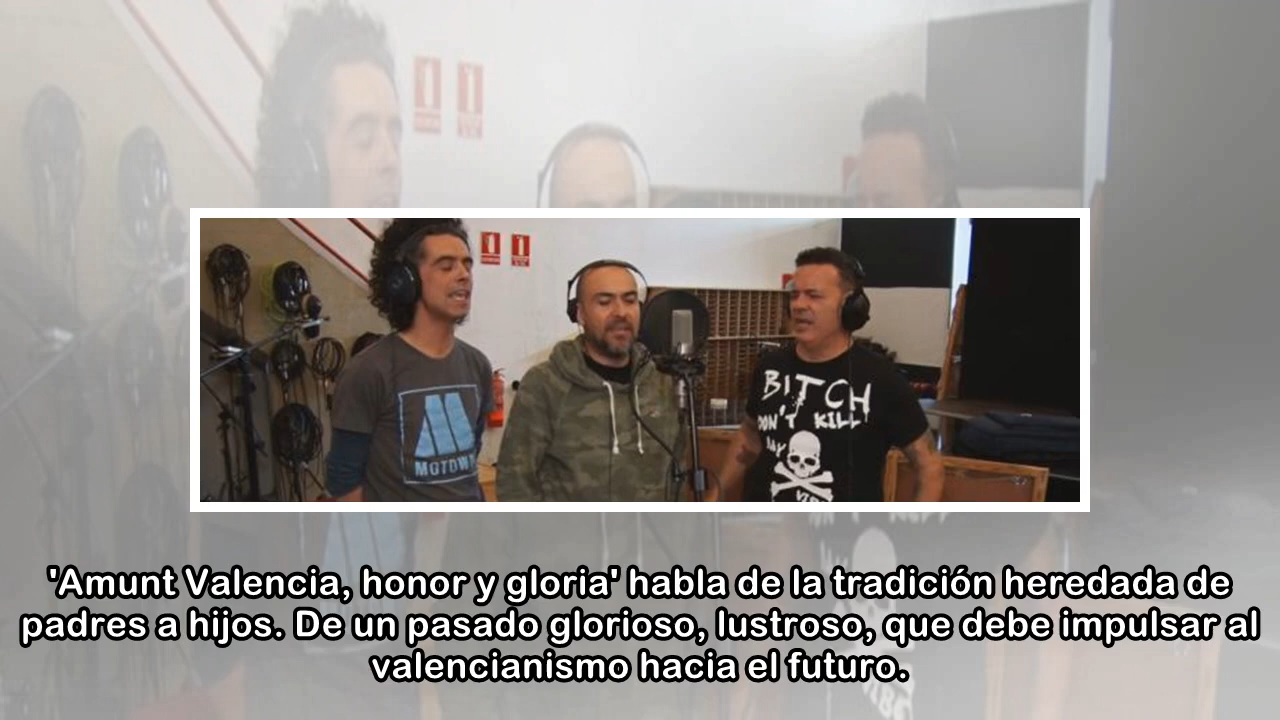 MOTOWN
BITCH
DON'T KILL
MY
'Amunt Valencia, honor y gloria' habla de la tradición heredada de
padres a hijos. De un pasado glorioso, lustroso, que debe impulsar al
valencianismo hacia el futuro.